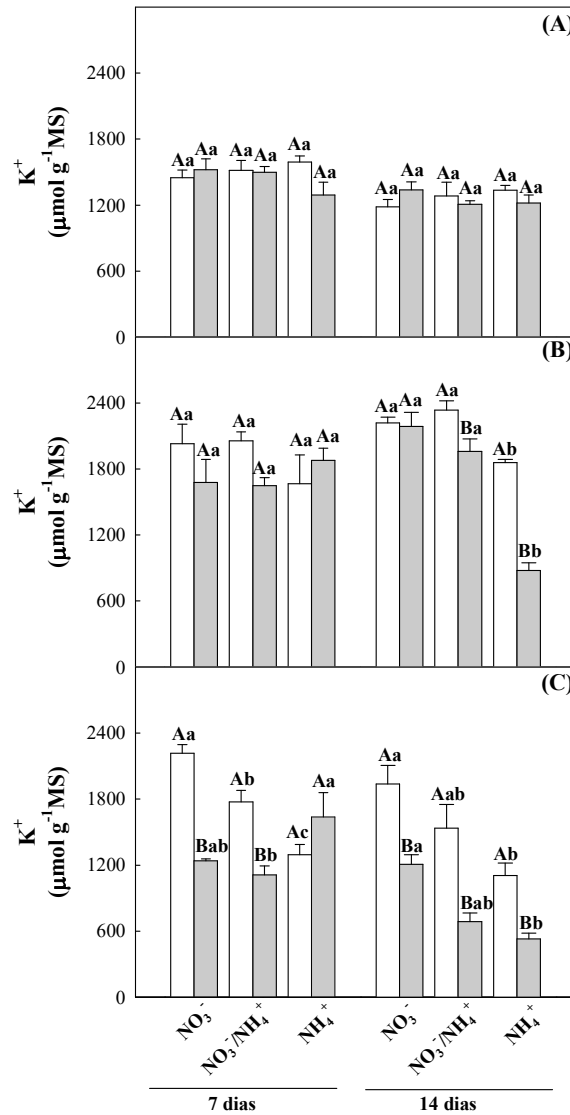 (A)
K⁺
(μmol g⁻¹MS)
2400
1800
1200
600
0
Aa Aa Aa Aa Aa Aa Aa Aa Aa Aa Aa Aa
(B)
K⁺
(μmol g⁻¹MS)
2400
1800
1200
600
0
Aa Aa Aa Aa Aa Aa Aa Aa Aa Ba Ab Bb
(C)
K⁺
(μmol g⁻¹MS)
2400
1800
1200
600
0
Aa Bab Ab Bb Ac Aa Aa Ba Aab Bab Ab Bb
NO₃⁻ NO₃⁻/NH₄⁺ NH₄⁺ NO₃⁻ NO₃⁻/NH₄⁺ NH₄⁺
7 dias 14 dias